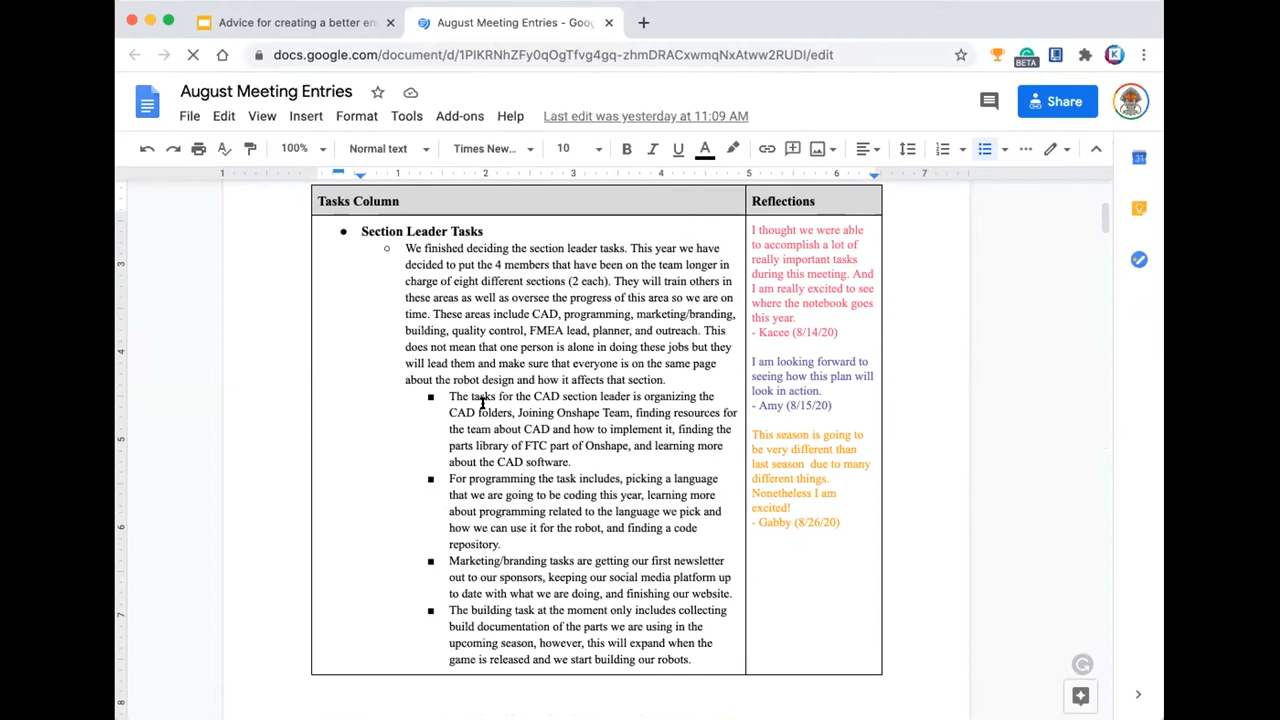 Advice for creating a better en
August Meeting Entries - Goo
docs.google.com/document/d/1PIKRNhZFy0qOgTfvg4gq-zhmDRACxwmqNxAtww2RUDI/edit
BETA
K
August Meeting Entries
File Edit View Insert Format Tools Add-ons Help Last edit was yesterday at 11:09 AM
Share
100% Normal text Times New... 10 B I U A
1 1 2 3 4 5 6 7
Tasks Column
Section Leader Tasks
We finished deciding the section leader tasks. This year we have
decided to put the 4 members that have been on the team longer in
charge of eight different sections (2 each). They will train others in
these areas as well as oversee the progress of this area so we are on
time. These areas include CAD, programming, marketing/branding,
building, quality control, FMEA lead, planner, and outreach. This
does not mean that one person is alone in doing these jobs but they
will lead them and make sure that everyone is on the same page
about the robot design and how it affects that section.
The tasks for the CAD section leader is organizing the
CAD folders, Joining Onshape Team, finding resources for
the team about CAD and how to implement it, finding the
parts library of FTC part of Onshape, and learning more
about the CAD software.
For programming the task includes, picking a language
that we are going to be coding this year, learning more
about programming related to the language we pick and
how we can use it for the robot, and finding a code
repository.
Marketing/branding tasks are getting our first newsletter
out to our sponsors, keeping our social media platform up
to date with what we are doing, and finishing our website.
The building task at the moment only includes collecting
build documentation of the parts we are using in the
upcoming season, however, this will expand when the
game is released and we start building our robots.
Reflections
I thought we were able
to accomplish a lot of
really important tasks
during this meeting. And
I am really excited to see
where the notebook goes
this year.
- Kacee (8/14/20)
I am looking forward to
seeing how this plan will
look in action.
- Amy (8/15/20)
This season is going to
be very different than
last season due to many
different things.
Nonetheless I am
excited!
- Gabby (8/26/20)
3
4
5
6
7
8
31